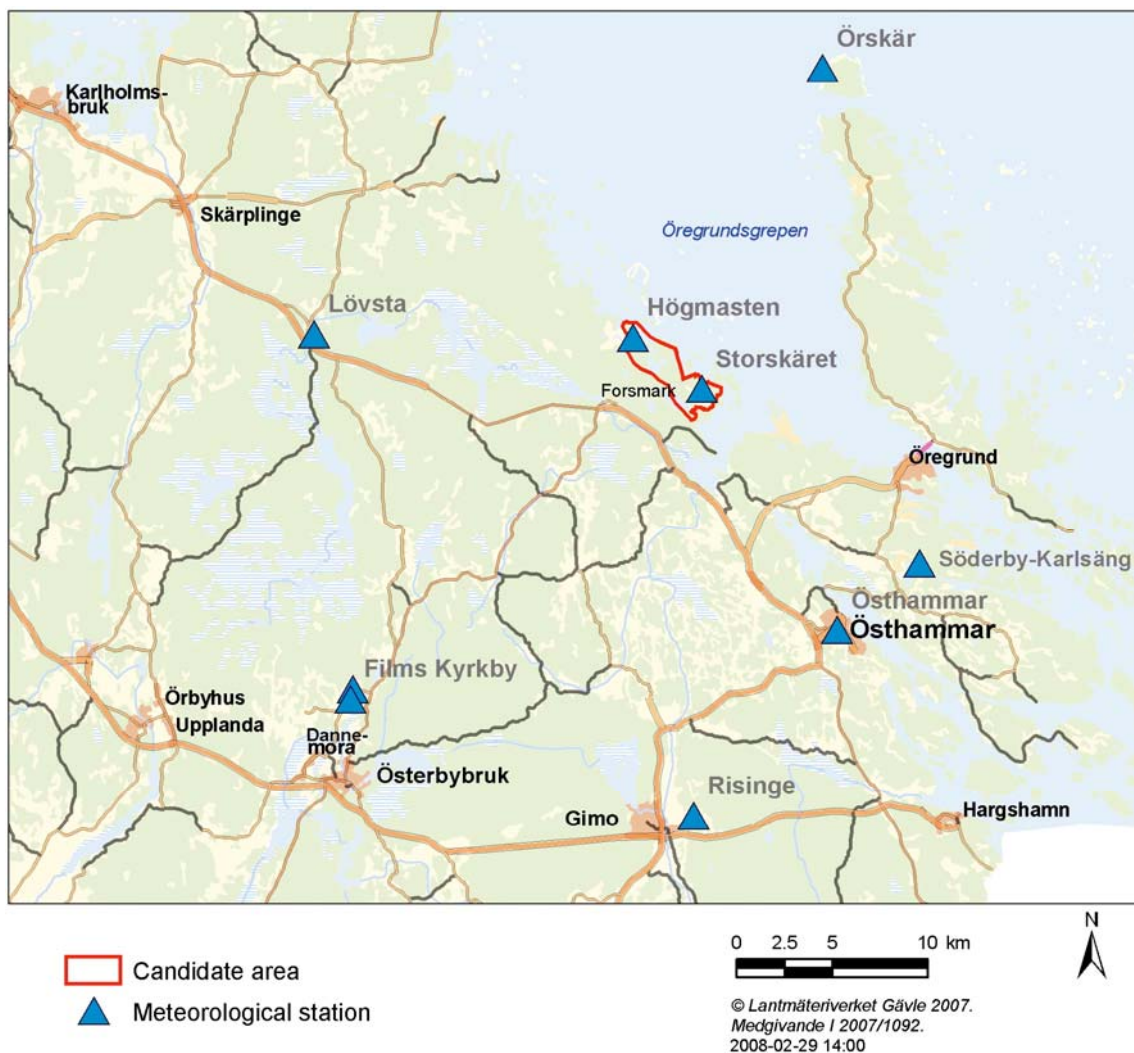 Örskär
Karlholms-
bruk
Skärplinge
Öregrundsgrepen
Lövsta
Högmasten
Storskäret
Forsmark
Öregrund
Söderby-Karlsäng
Östhammar
Östhammar
Films Kyrkby
Örbyhus
Upplanda
Danne-
mora
Österbybruk
Risinge
Gimo
Hargshamn
N
0 2.5 5 10 km
Candidate area
Meteorological station
© Lantmäteriverket Gävle 2007.
Medgivande I 2007/1092.
2008-02-29 14:00